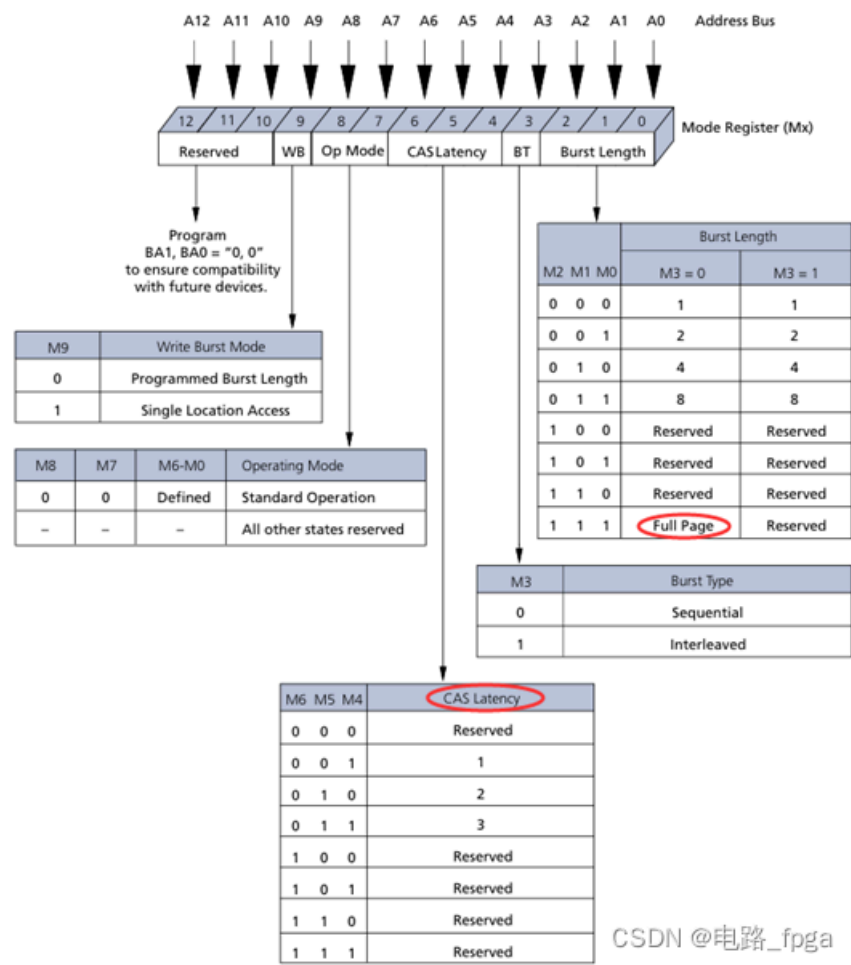 A12 A11 A10 A9 A8 A7 A6 A5 A4 A3 A2 A1 A0 Address Bus
12 11 10 9 8 7 6 5 4 3 2 1 0 Mode Register (Mx)
Reserved WB Op Mode CAS Latency BT Burst Length
Program
BA1, BA0 = “0, 0”
to ensure compatibility
with future devices.
M9 Write Burst Mode
0 Programmed Burst Length
1 Single Location Access
M8 M7 M6-M0 Operating Mode
0 0 Defined Standard Operation
– – – All other states reserved
Burst Length
M2 M1 M0 M3 = 0 M3 = 1
0 0 0 1 1
0 0 1 2 2
0 1 0 4 4
0 1 1 8 8
1 0 0 Reserved Reserved
1 0 1 Reserved Reserved
1 1 0 Reserved Reserved
1 1 1 Full Page Reserved
M3 Burst Type
0 Sequential
1 Interleaved
M6 M5 M4 CAS Latency
0 0 0 Reserved
0 0 1 1
0 1 0 2
0 1 1 3
1 0 0 Reserved
1 0 1 Reserved
1 1 0 Reserved
1 1 1 Reserved
CSDN @电路_fpga